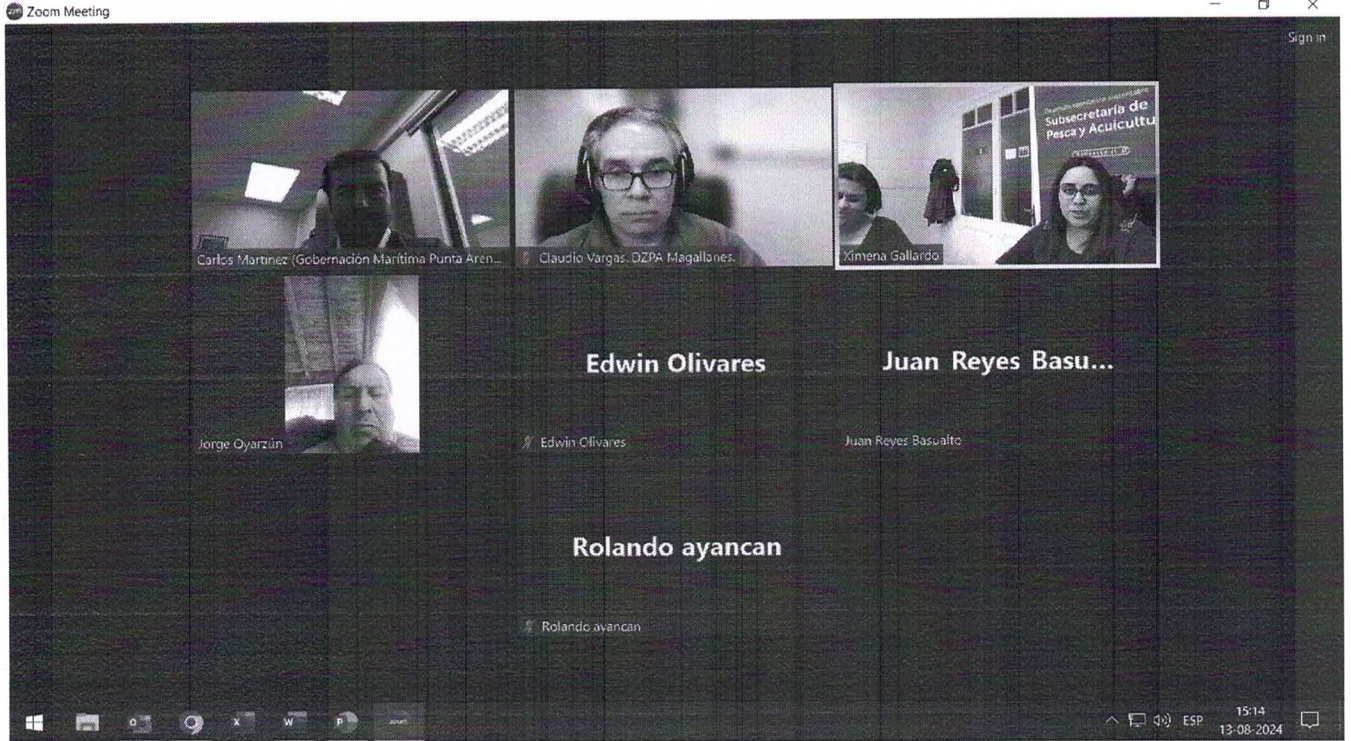 Zoom Meeting
Sign in
Subsecretaría de
Pesca y Acuicultu
Carlos Martinez (Gobernación Marítima Punta Aren...
Claudio Vargas. DZPA Magallanes.
Ximena Gallardo
Jorge Oyarzún
Edwin Olivares
Edwin Olivares
Juan Reyes Basu...
Juan Reyes Basualto
Rolando ayancan
Rolando ayancan
ESP
15:14
13-08-2024